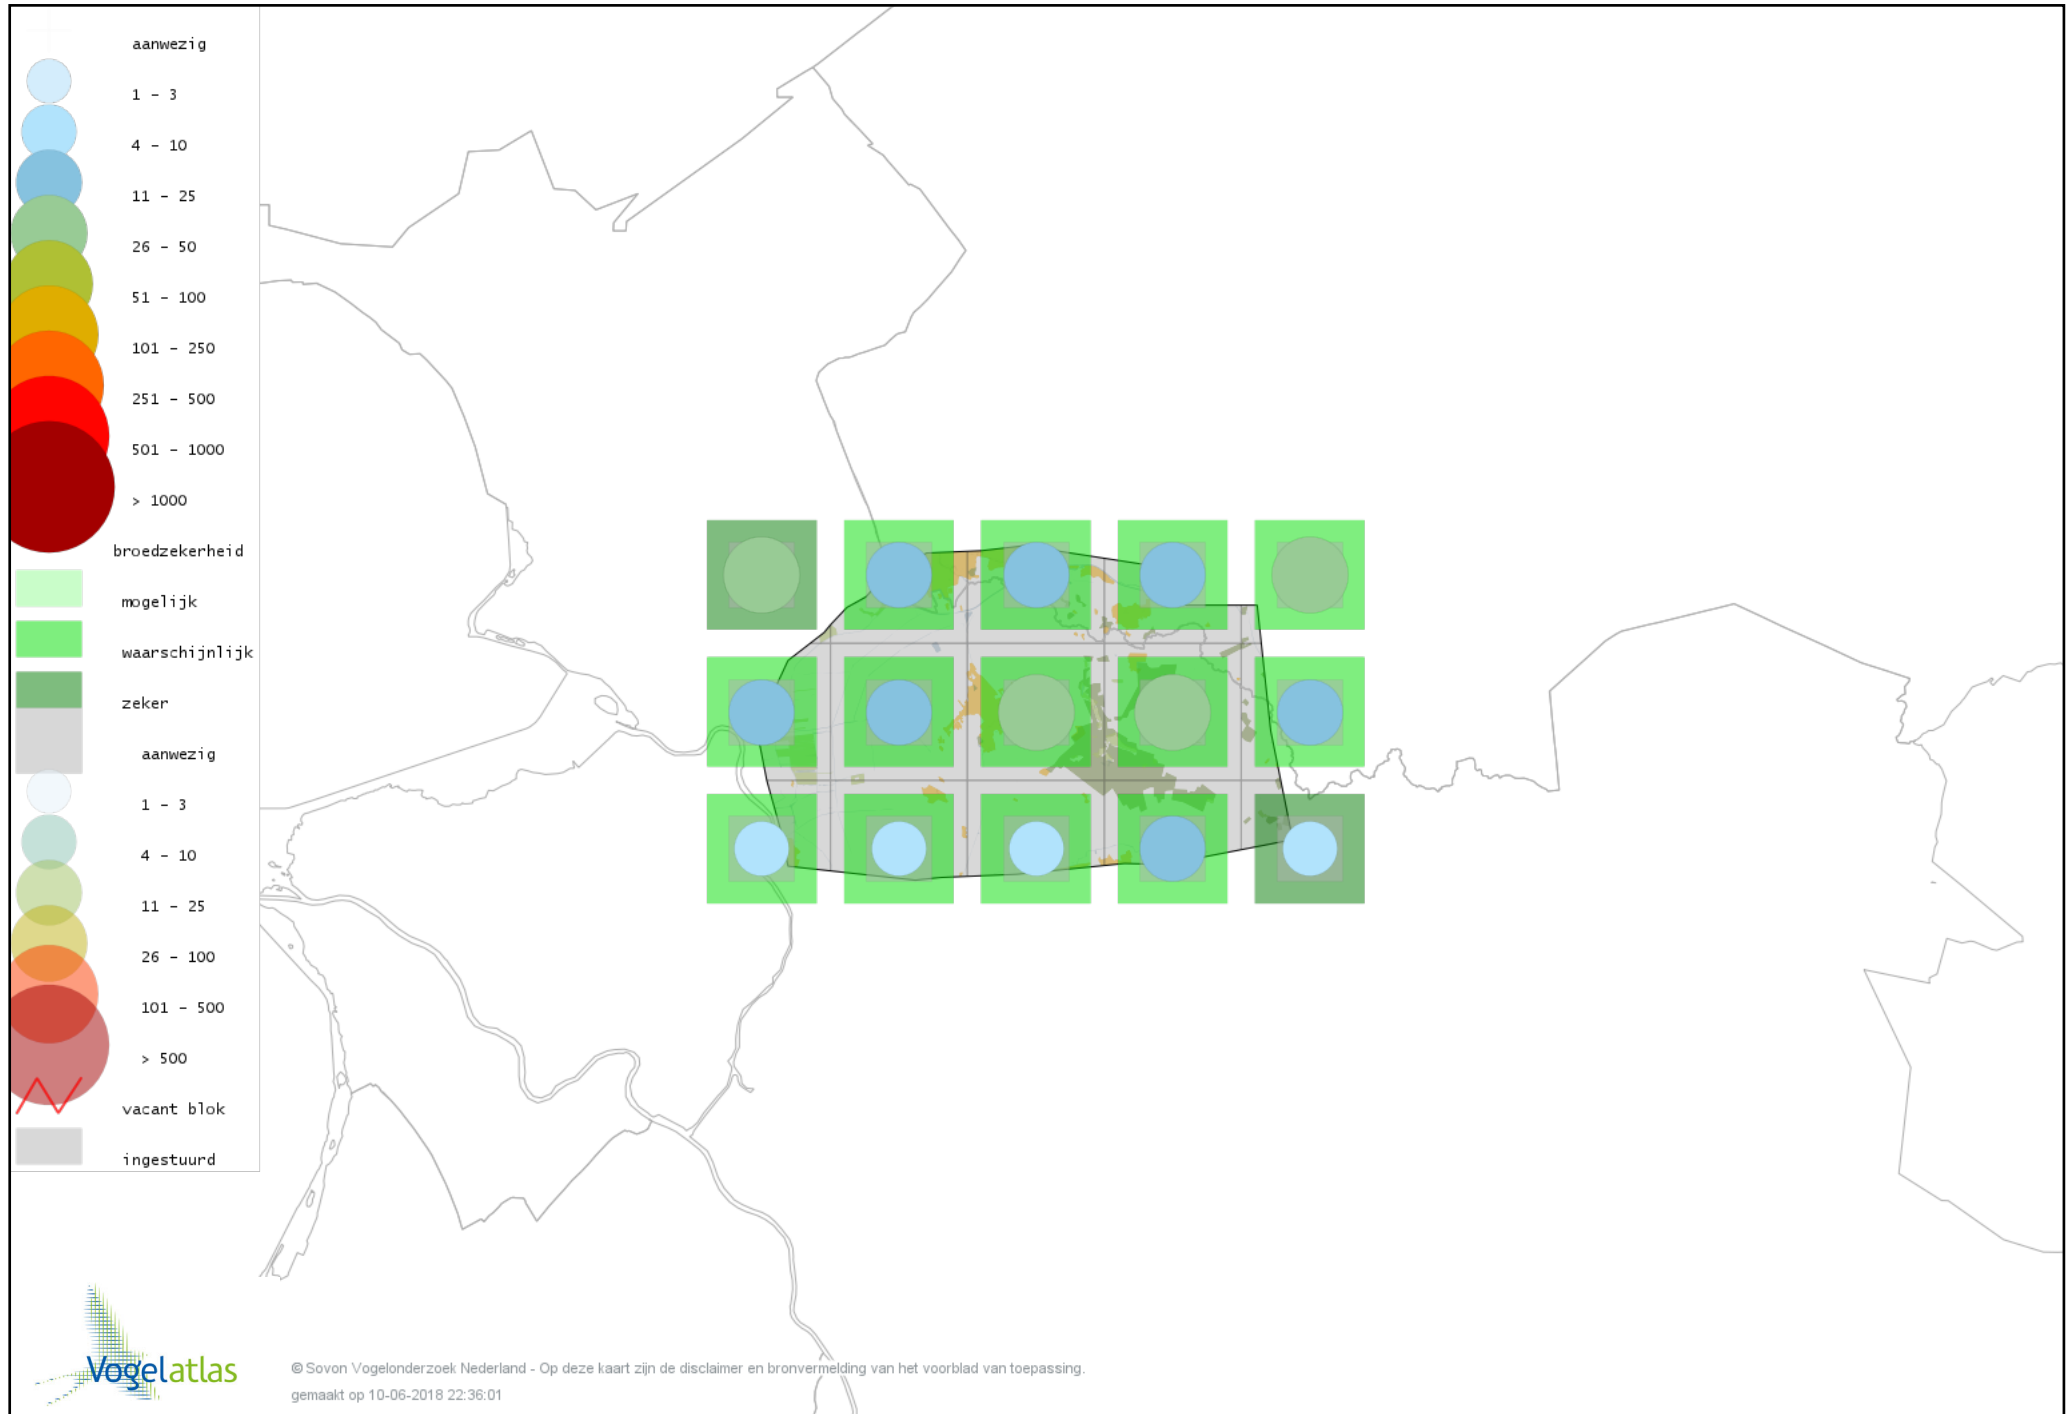 aanwezig
1 - 3
4 - 10
11 - 25
26 - 50
51 - 100
101 - 250
251 - 500
501 - 1000
> 1000
broedzekerheid
mogelijk
waarschijnlijk
zeker
aanwezig
1 - 3
4 - 10
11 - 25
26 - 100
101 - 500
> 500
vacant blok
ingestuurd
Vogelatlas
© Sovon Vogelonderzoek Nederland - Op deze kaart zijn de disclaimer en bronvermelding van het voorblad van toepassing.
gemaakt op 10-06-2018 22:36:01